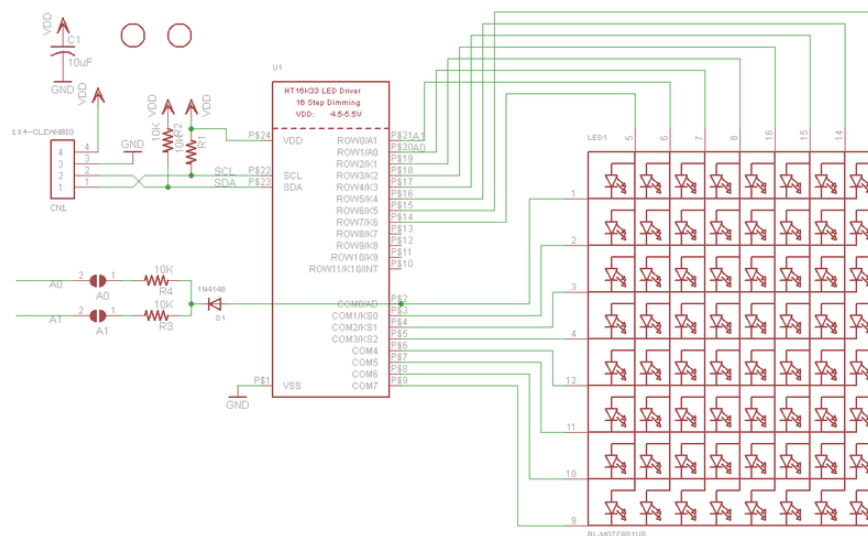 VDD
C1
10uF
GND
VDD
1X4-CLEANBIG
4
3
2
1
CN1
GND
VDD
VDD
10K
R2
10K
R1
SCL
SDA
U1
HT16K33 LED Driver
16 Step Dimming
VDD: 4.5-5.5V
P$24
VDD
P$22
SCL
P$23
SDA
P$1
VSS
GND
ROW0/A1
P$21
A1
ROW1/A0
P$20
A0
ROW2/K1
P$19
ROW3/K2
P$18
ROW4/K3
P$17
ROW5/K4
P$16
ROW6/K5
P$15
ROW7/K6
P$14
ROW8/K7
P$13
ROW9/K8
P$12
ROW10/K9
P$11
ROW11/K10/INT
P$10
COM0/AD
P$2
COM1/KS0
P$3
COM2/KS1
P$4
COM3/KS2
P$5
COM4
P$6
COM5
P$7
COM6
P$8
COM7
P$9
A0
2
1
A0
10K
R4
A1
2
1
A1
10K
R3
1N4148
D1
LED1
5
6
7
8
16
15
14
1
2
3
4
12
11
10
9